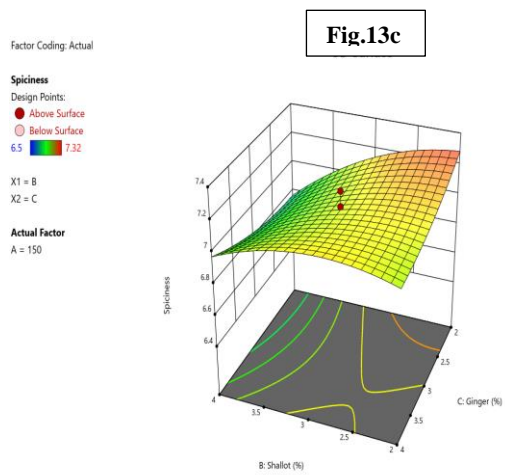 Fig.13c
Factor Coding: Actual
Spiciness
Design Points:
Above Surface
Below Surface
6.5 7.32
X1 = B
X2 = C
Actual Factor
A = 150
7.4
7.2
7
6.8
6.6
6.4
Spiciness
4
3.5
3
2.5
2
B: Shallot (%)
4
3.5
3
2.5
2
C: Ginger (%)